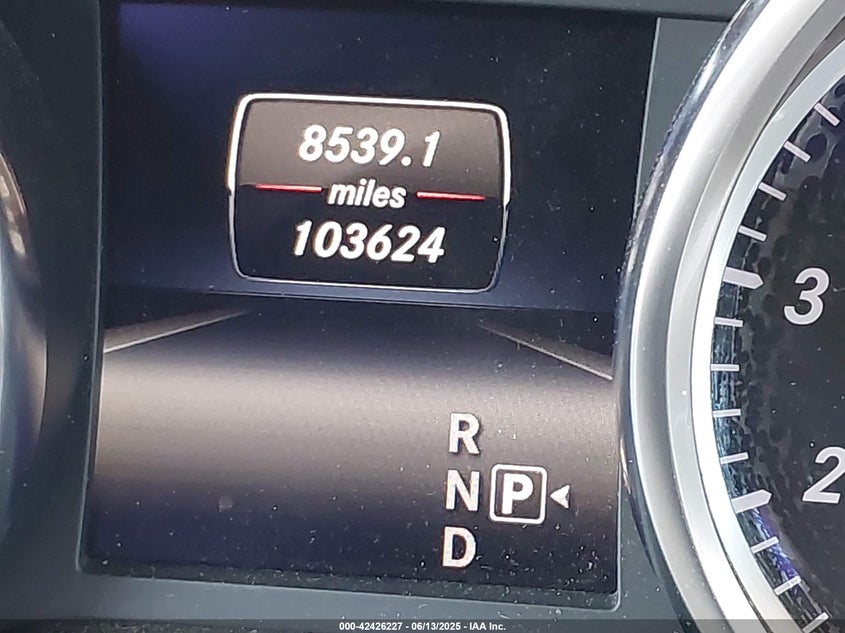 8539.1
miles
103624
3
R
N P
D
2
000-42426227 - 06/13/2025 - IAA Inc.